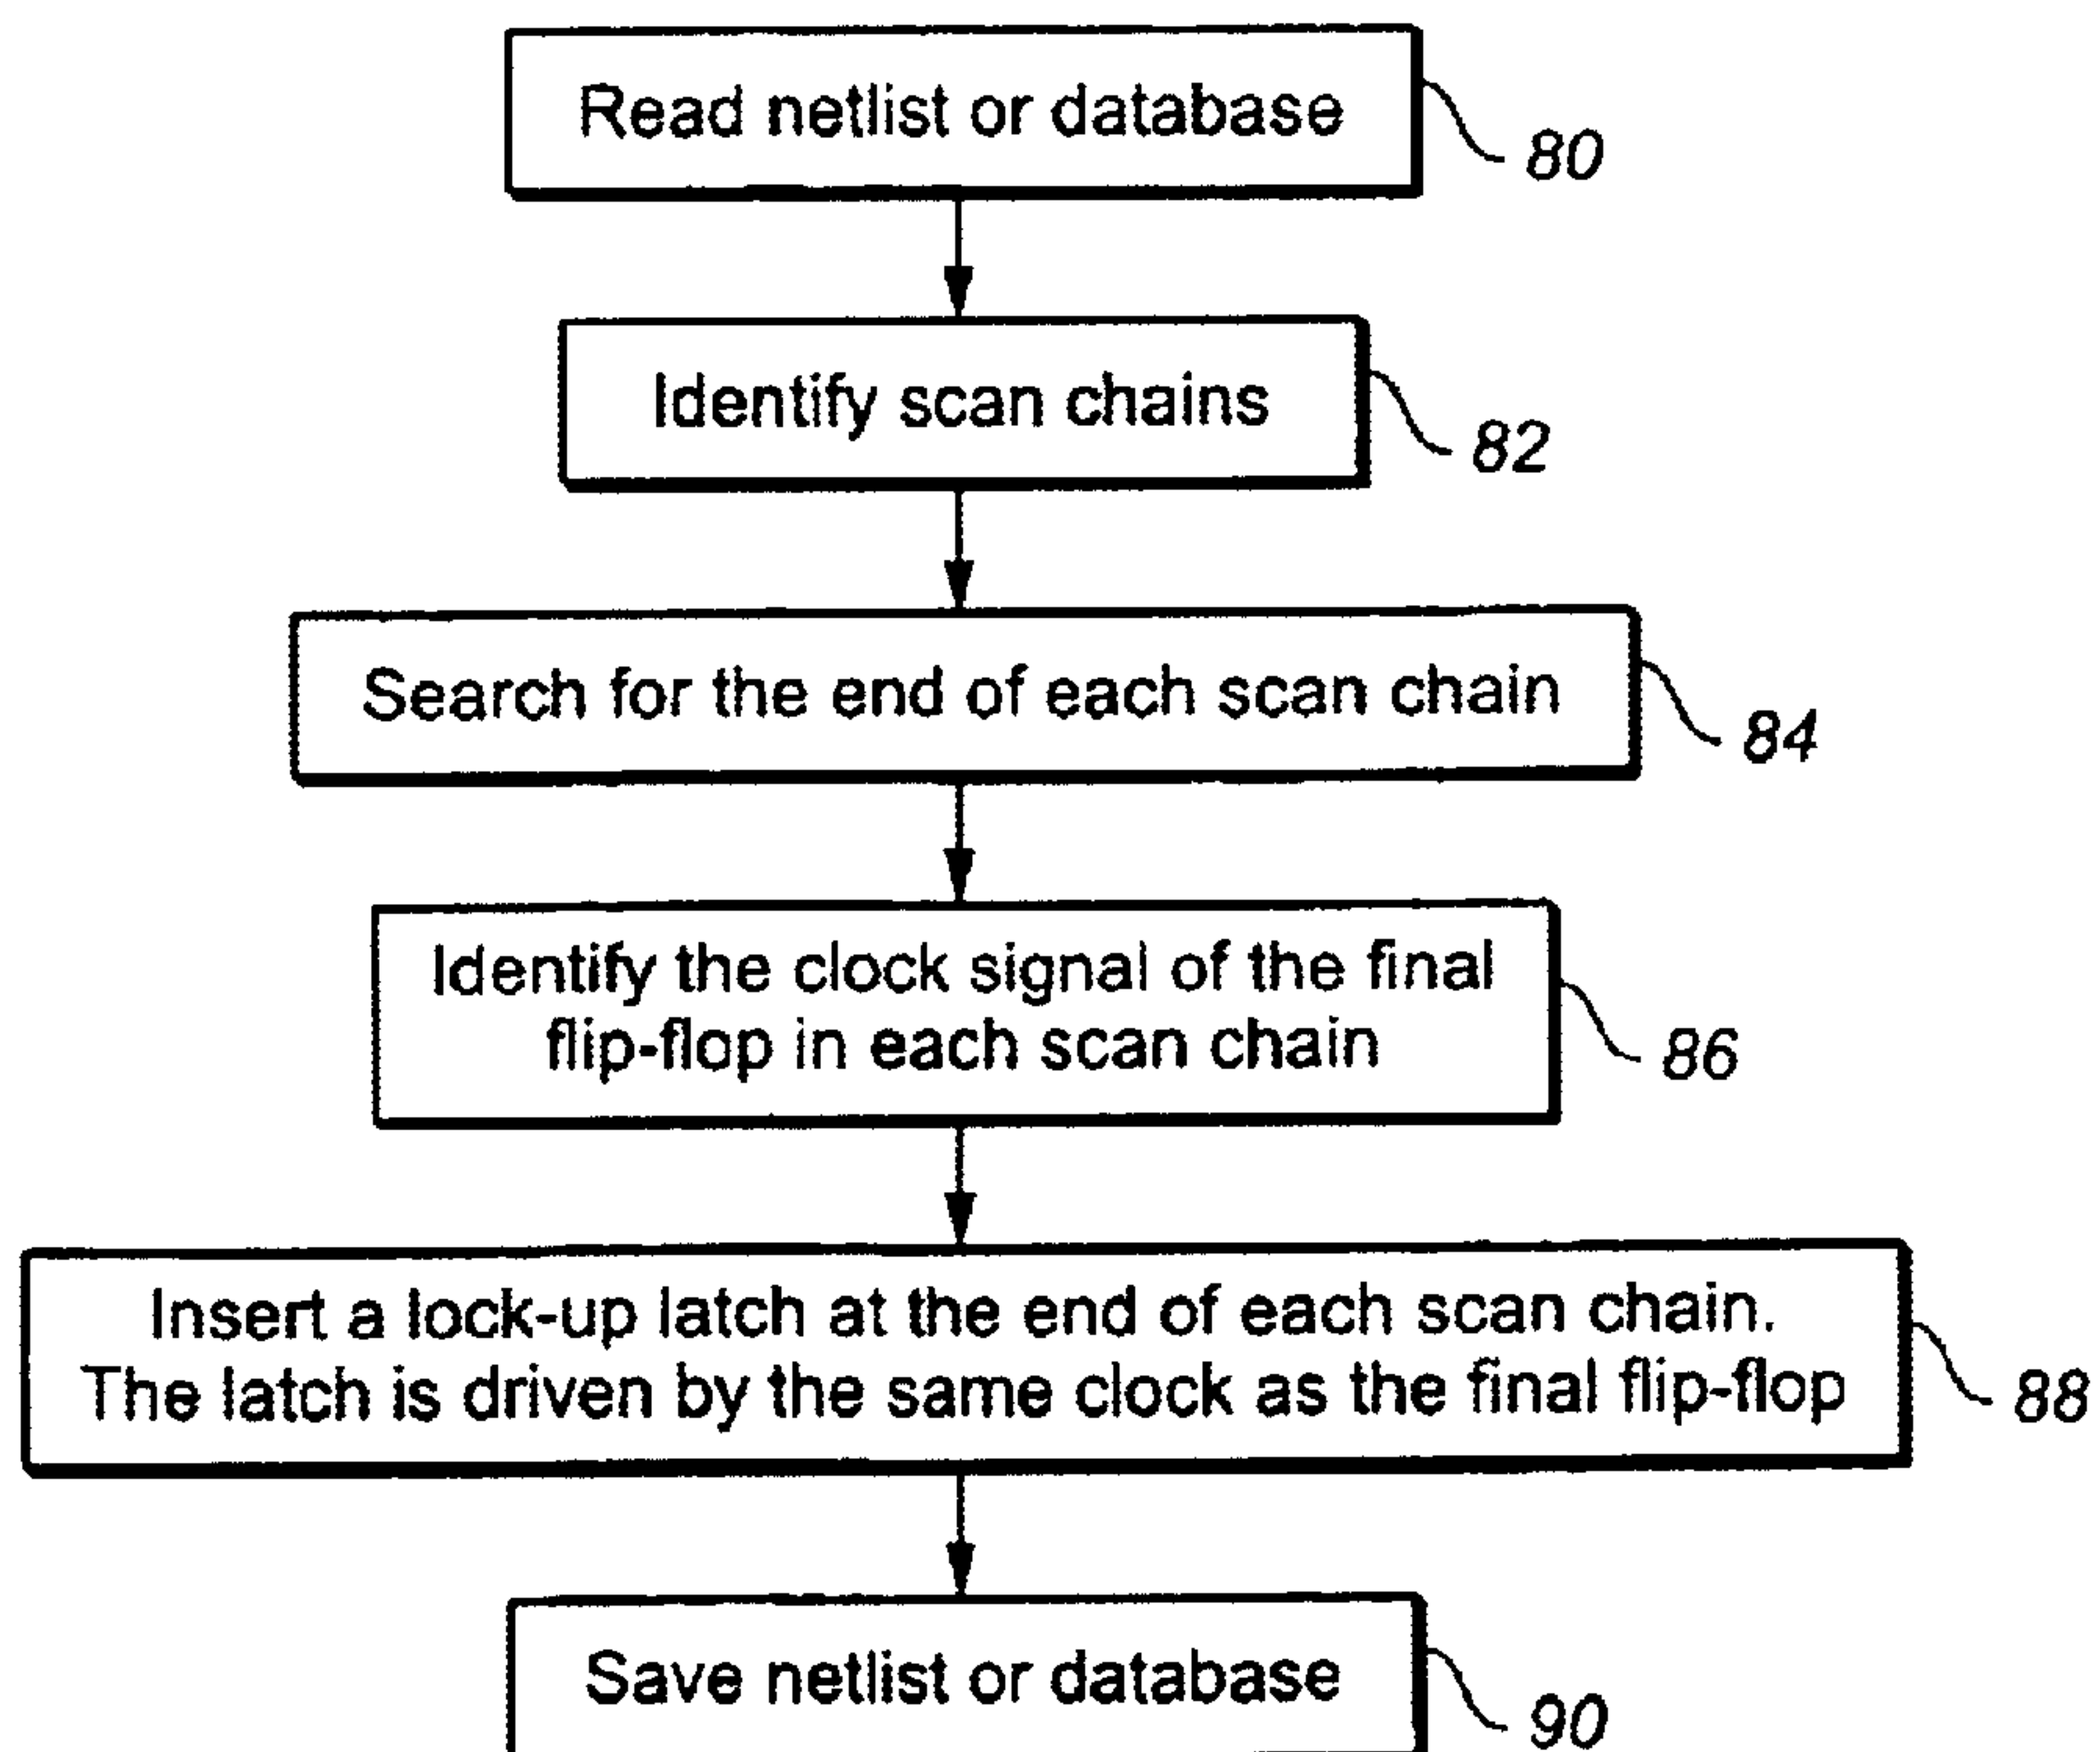 Read netlist or database
80
Identify scan chains
82
Search for the end of each scan chain
84
Identify the clock signal of the final
flip-flop in each scan chain
86
Insert a lock-up latch at the end of each scan chain.
The latch is driven by the same clock as the final flip-flop
88
Save netlist or database
90